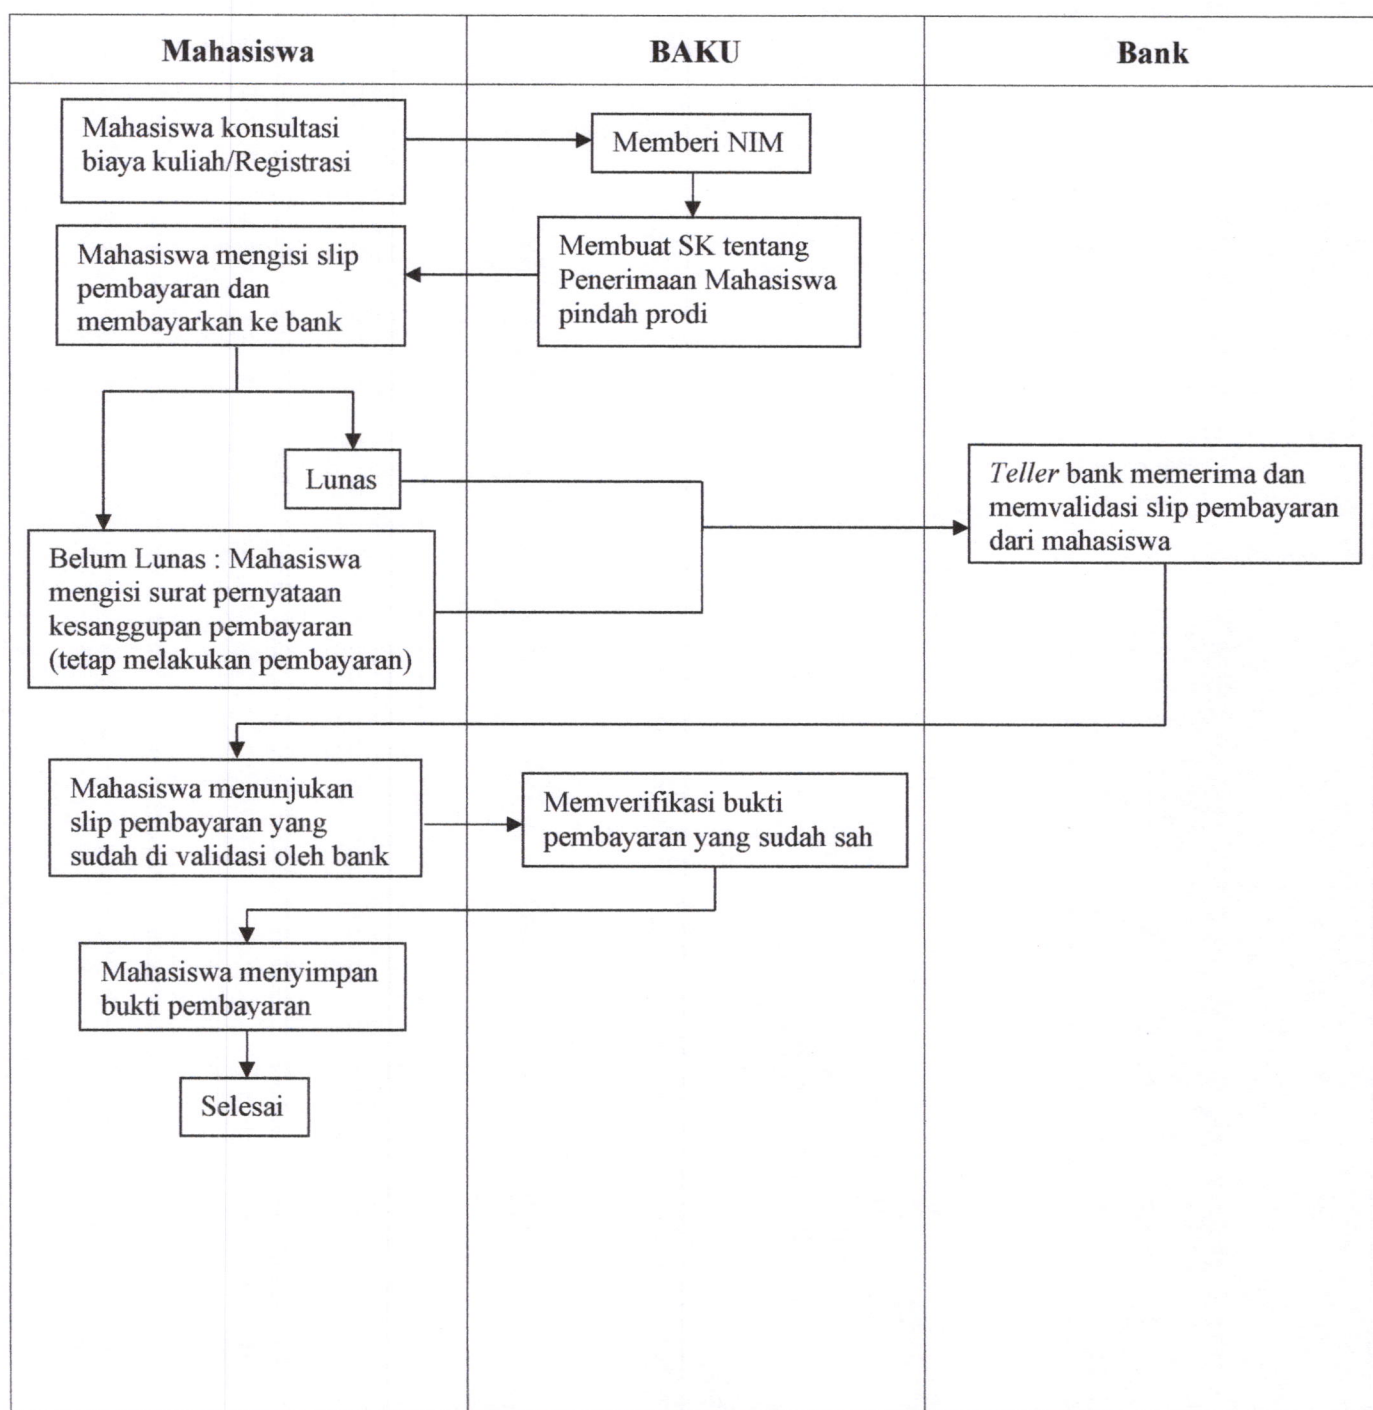 Mahasiswa
BAKU
Bank
Mahasiswa konsultasi
biaya kuliah/Registrasi
Memberi NIM
Membuat SK tentang
Penerimaan Mahasiswa
pindah prodi
Mahasiswa mengisi slip
pembayaran dan
membayarkan ke bank
Lunas
Belum Lunas : Mahasiswa
mengisi surat pernyataan
kesanggupan pembayaran
(tetap melakukan pembayaran)
Teller bank memerima dan
memvalidasi slip pembayaran
dari mahasiswa
Mahasiswa menunjukan
slip pembayaran yang
sudah di validasi oleh bank
Memverifikasi bukti
pembayaran yang sudah sah
Mahasiswa menyimpan
bukti pembayaran
Selesai